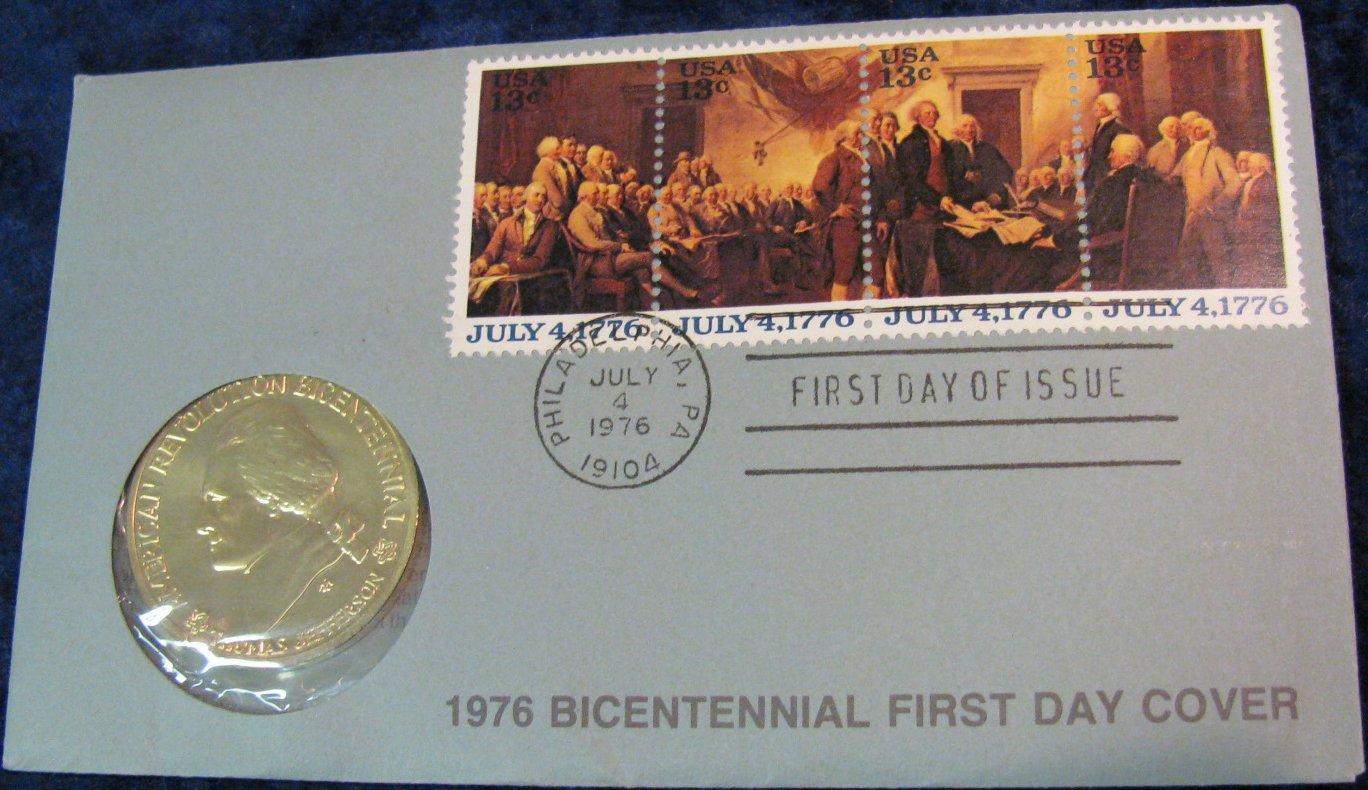 USA 13c
USA 13c
USA 13c
USA 13c
JULY 4,1776
JULY 4,1776
JULY 4,1776
JULY 4,1776
PHILADELPHIA, PA
JULY
4
1976
19104
FIRST DAY OF ISSUE
AMERICAN REVOLUTION BICENTENNIAL
THOMAS JEFFERSON
1976 BICENTENNIAL FIRST DAY COVER